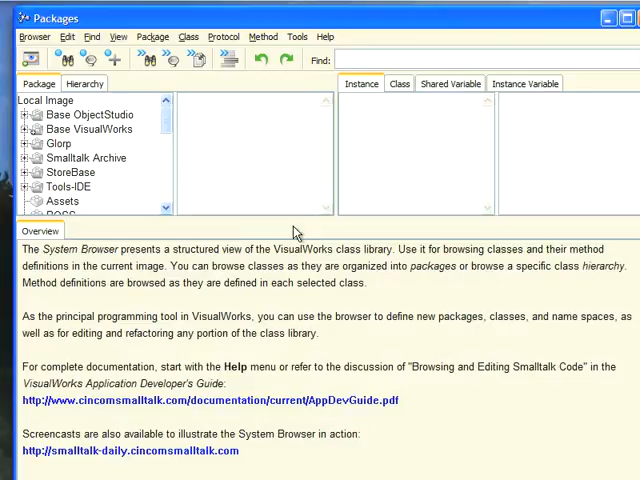 Packages
Browser Edit Find View Package Class Protocol Method Tools Help
Find:
Package Hierarchy Instance Class Shared Variable Instance Variable
Local Image
Base ObjectStudio
Base VisualWorks
Glorp
Smalltalk Archive
StoreBase
Tools-IDE
Assets
Overview
The System Browser presents a structured view of the VisualWorks class library. Use it for browsing classes and their method
definitions in the current image. You can browse classes as they are organized into packages or browse a specific class hierarchy.
Method definitions are browsed as they are defined in each selected class.
As the principal programming tool in VisualWorks, you can use the browser to define new packages, classes, and name spaces, as
well as for editing and refactoring any portion of the class library.
For complete documentation, start with the Help menu or refer to the discussion of "Browsing and Editing Smalltalk Code" in the
VisualWorks Application Developer's Guide:
http://www.cincomsmalltalk.com/documentation/current/AppDevGuide.pdf
Screencasts are also available to illustrate the System Browser in action:
http://smalltalk-daily.cincomsmalltalk.com